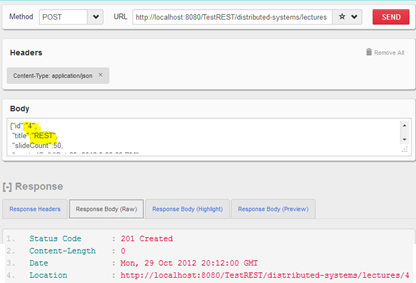 Method POST URL http://localhost:8080/TestREST/distributed-systems/lectures SEND
Headers Remove All
Content-Type: application/json ×
Body
{"id":"4",
"title":"REST",
"slideCount":50,
[-] Response
Response Headers Response Body (Raw) Response Body (Highlight) Response Body (Preview)
1. Status Code : 201 Created
2. Content-Length : 0
3. Date : Mon, 29 Oct 2012 20:12:00 GMT
4. Location : http://localhost:8080/TestREST/distributed-systems/lectures/4